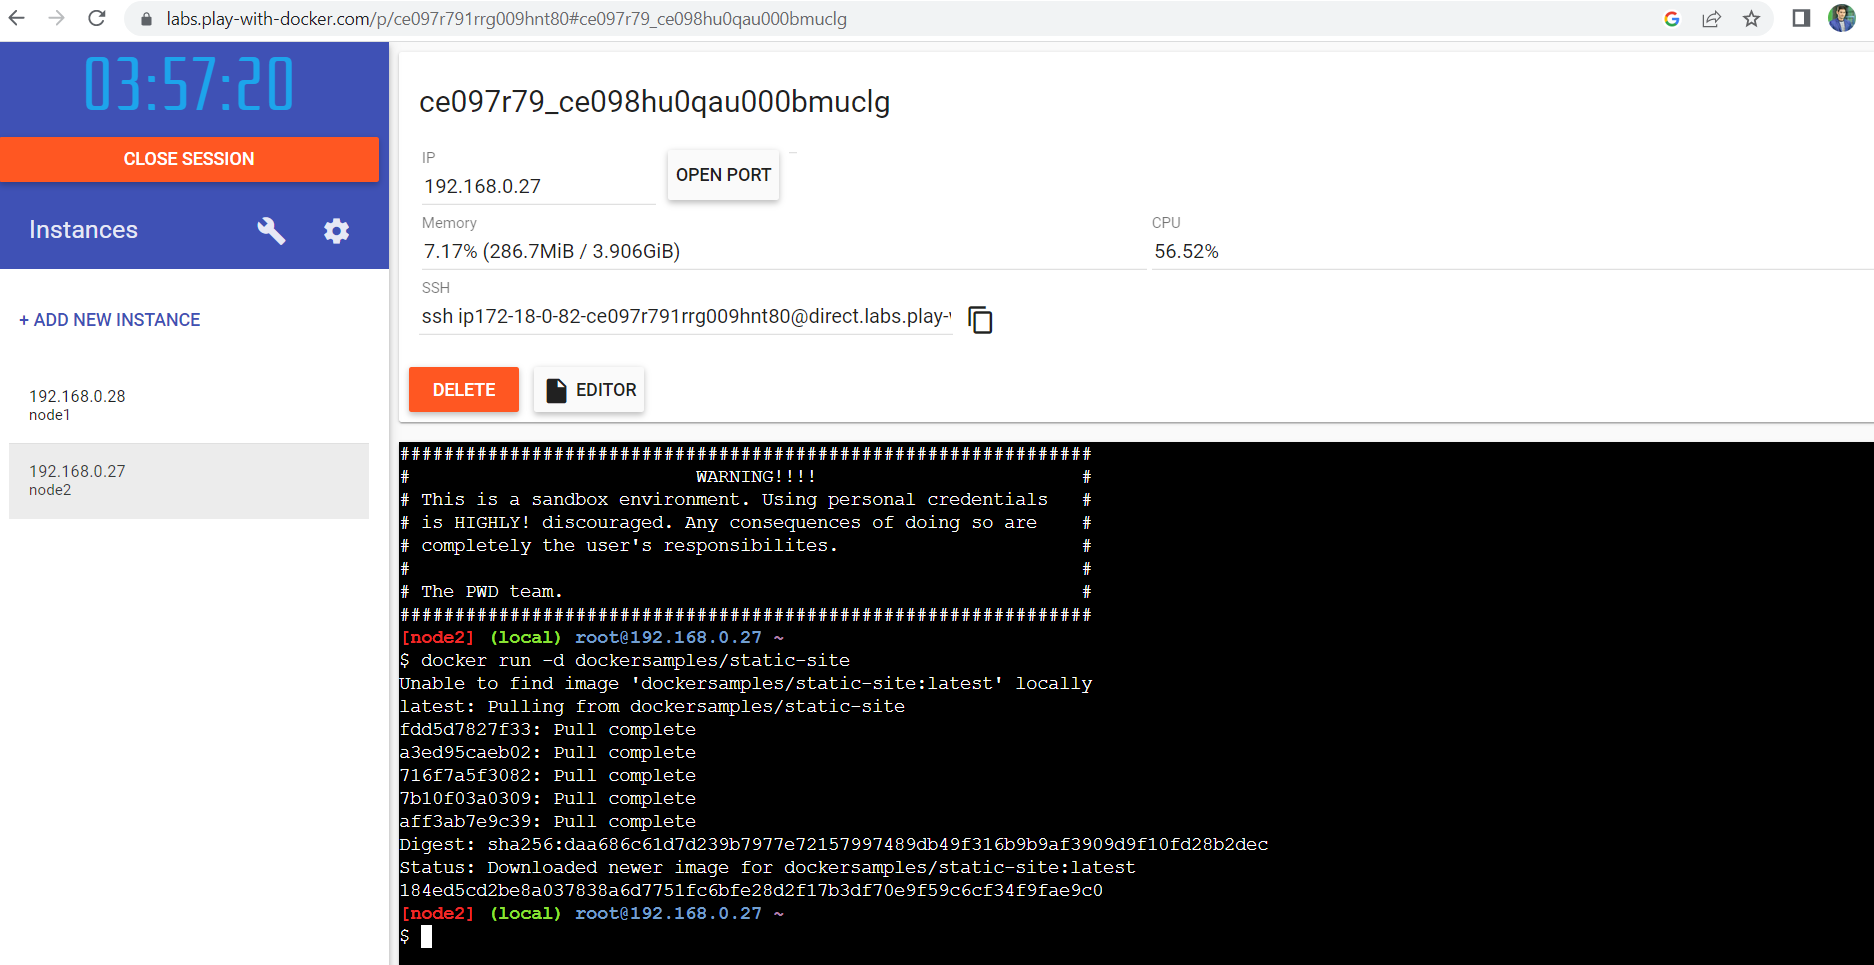 labs.play-with-docker.com/p/ce097r791rrg009hnt80#ce097r79_ce098hu0qau000bmuclg
03:57:20
CLOSE SESSION
Instances
+ ADD NEW INSTANCE
192.168.0.28
node1
192.168.0.27
node2
ce097r79_ce098hu0qau000bmuclg
IP
192.168.0.27
OPEN PORT
Memory
7.17% (286.7MiB / 3.906GiB)
CPU
56.52%
SSH
ssh ip172-18-0-82-ce097r791rrg009hnt80@direct.labs.play-
DELETE
EDITOR
###############################################################
# WARNING!!!! #
# This is a sandbox environment. Using personal credentials #
# is HIGHLY! discouraged. Any consequences of doing so are #
# completely the user's responsibilites. #
# #
# The PWD team. #
###############################################################
[node2] (local) root@192.168.0.27 ~
$ docker run -d dockersamples/static-site
Unable to find image 'dockersamples/static-site:latest' locally
latest: Pulling from dockersamples/static-site
fdd5d7827f33: Pull complete
a3ed95caeb02: Pull complete
716f7a5f3082: Pull complete
7b10f03a0309: Pull complete
aff3ab7e9c39: Pull complete
Digest: sha256:daa686c61d7d239b7977e72157997489db49f316b9b9af3909d9f10fd28b2dec
Status: Downloaded newer image for dockersamples/static-site:latest
184ed5cd2be8a037838a6d7751fc6bfe28d2f17b3df70e9f59c6cf34f9fae9c0
[node2] (local) root@192.168.0.27 ~
$